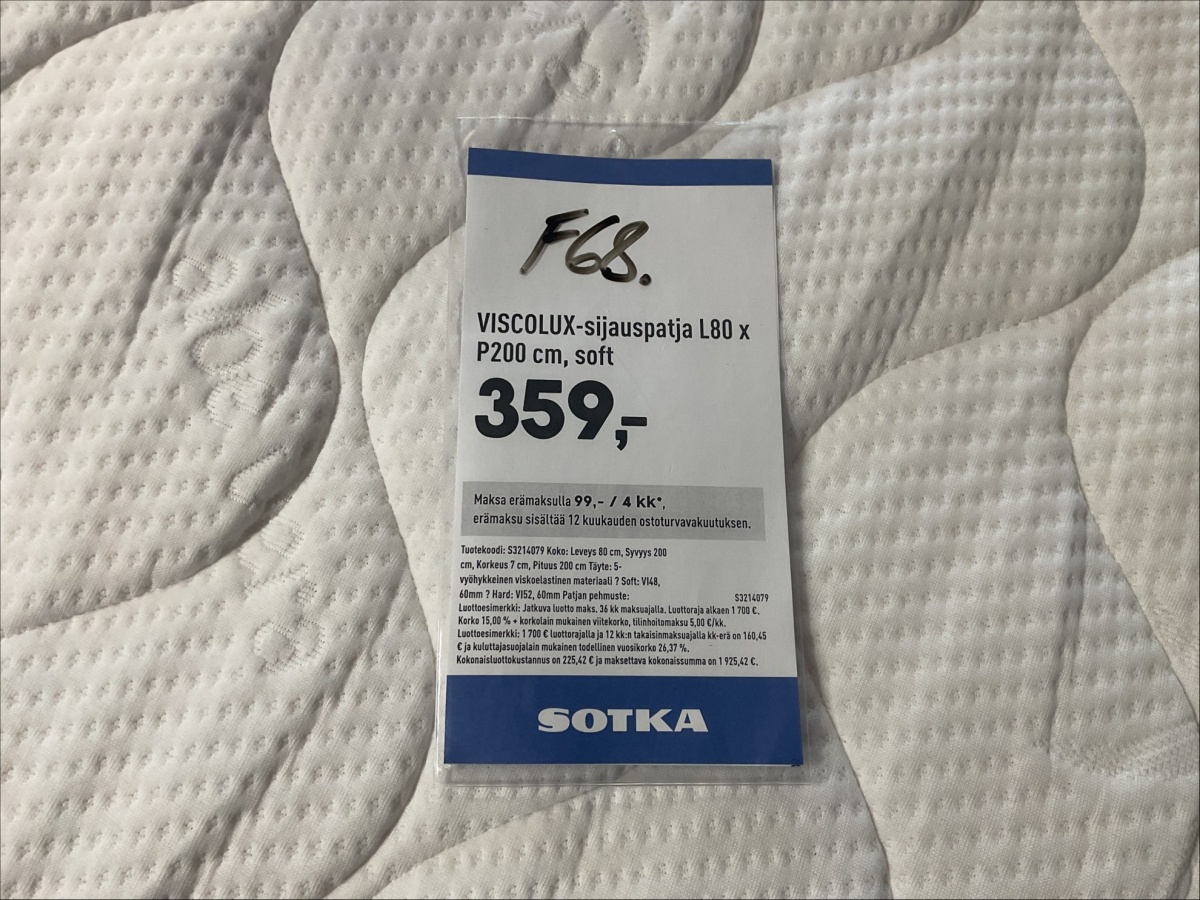 F68.
VISCOLUX-sijauspatja L80 x
P200 cm, soft
359,-
Maksa erämaksulla 99,- / 4 kk*,
erämaksu sisältää 12 kuukauden ostoturvavakuutuksen.
Tuotekoodi: S3214079 Koko: Leveys 80 cm, Syvyys 200
cm, Korkeus 7 cm, Pituus 200 cm Täyte: 5-
vyöhykkeinen viskoelastinen materiaali ? Soft: VI48,
60mm ? Hard: VI52, 60mm Patjan pehmuste: S3214079
Luottoesimerkki: Jatkuva luotto maks. 36 kk maksuajalla. Luottoraja alkaen 1 700 €.
Korko 15,00 % + korkolain mukainen viitekorko, tilinhoitomaksu 5,00 €/kk.
Luottoesimerkki: 1 700 € luottorajalla ja 12 kk:n takaisinmaksuajalla kk-erä on 160,45
€ ja kuluttajasuojalain mukainen todellinen vuosikorko 26,37 %.
Kokonaisluottokustannus on 225,42 € ja maksettava kokonaissumma on 1 925,42 €.
SOTKA